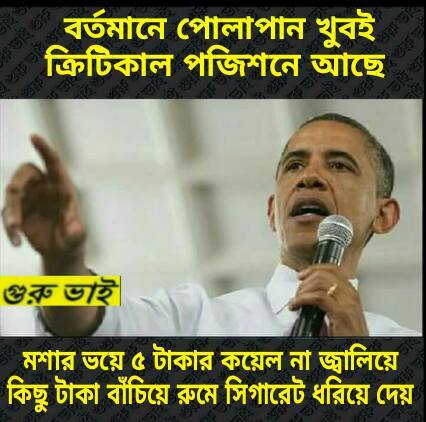 বর্তমানে পোলাপান খুবই
ক্রিটিকাল পজিশনে আছে
গুরু ভাই
মশার ভয়ে ৫ টাকার কয়েল না জ্বালিয়ে
কিছু টাকা বাঁচিয়ে রুমে সিগারেট ধরিয়ে দেয়